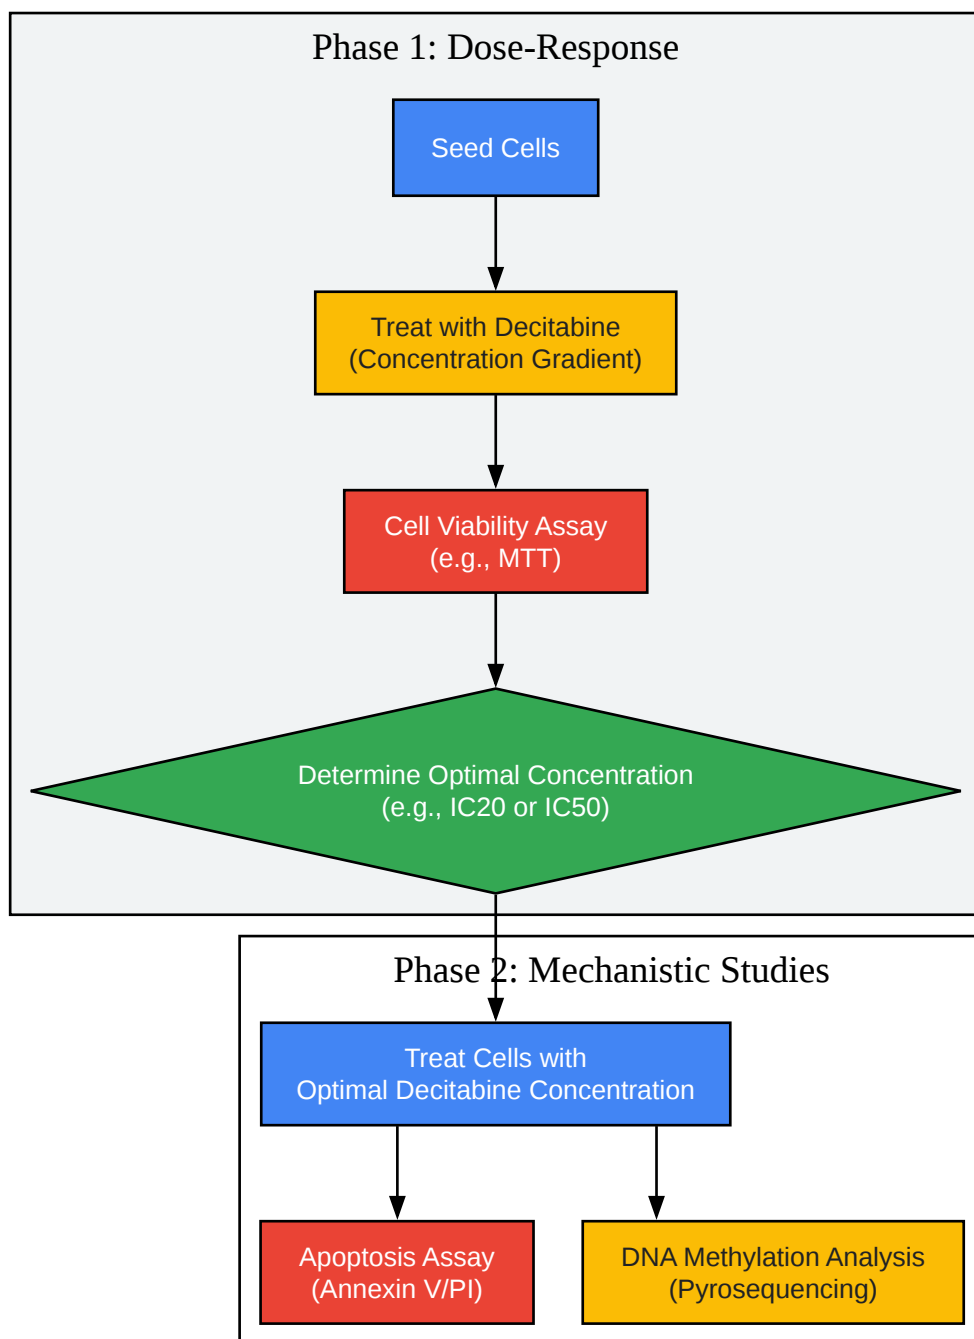 Phase 1: Dose-Response
Seed Cells
Treat with Decitabine
(Concentration Gradient)
Cell Viability Assay
(e.g., MTT)
Determine Optimal Concentration
(e.g., IC20 or IC50)
Phase 2: Mechanistic Studies
Treat Cells with
Optimal Decitabine Concentration
Apoptosis Assay
(Annexin V/PI)
DNA Methylation Analysis
(Pyrosequencing)